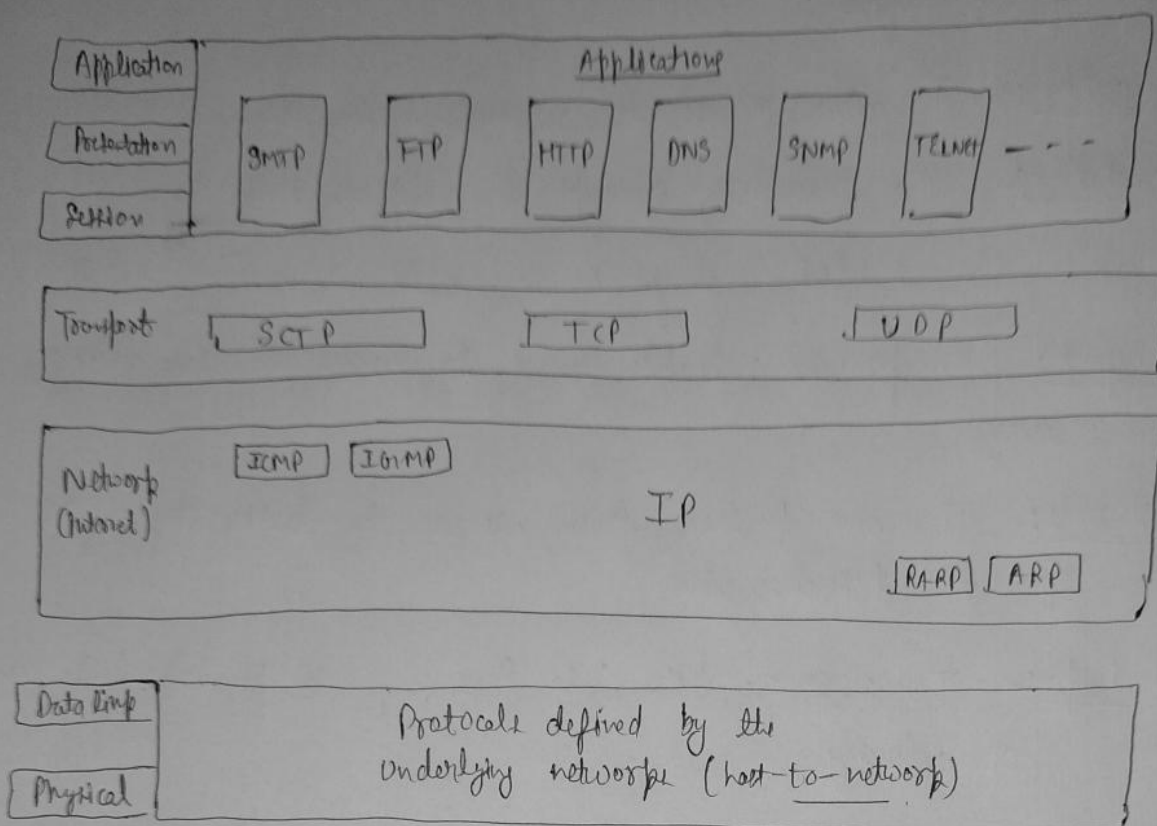 Application
Applications
Presentation
SMTP FTP HTTP DNS SNMP TELNET - - - -
Session
Transport SCTP TCP UDP
ICMP IGMP
Network
IP
(Internet)
RARP ARP
Data link
Protocols defined by the
underlying networks (host-to-network)
Physical